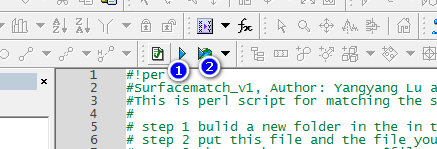 fx
1 2
1 #!per
2 #Surfacematch_v1, Author: Yangyang Lu a
3 #This is perl script for matching the s
4 #
5 # step 1 bulid a new folder in the in t
6 # step 2 put this file and the file you